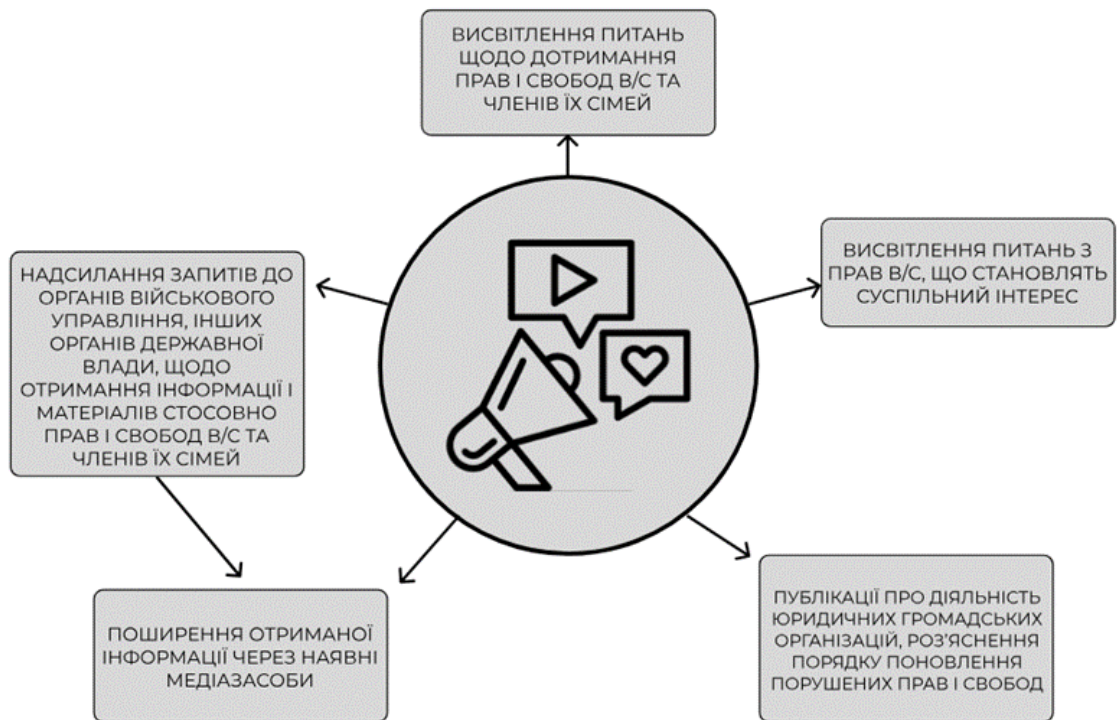 ВИСВІТЛЕННЯ ПИТАНЬ
ЩОДО ДОТРИМАННЯ
ПРАВ І СВОБОД В/С ТА
ЧЛЕНІВ ЇХ СІМЕЙ
ВИСВІТЛЕННЯ ПИТАНЬ З
ПРАВ В/С, ЩО СТАНОВЛЯТЬ
СУСПІЛЬНИЙ ІНТЕРЕС
НАДСИЛАННЯ ЗАПИТІВ ДО
ОРГАНІВ ВІЙСЬКОВОГО
УПРАВЛІННЯ, ІНШИХ
ОРГАНІВ ДЕРЖАВНОЇ
ВЛАДИ, ЩОДО
ОТРИМАННЯ ІНФОРМАЦІЇ І
МАТЕРІАЛІВ СТОСОВНО
ПРАВ І СВОБОД В/С ТА
ЧЛЕНІВ ЇХ СІМЕЙ
ПОШИРЕННЯ ОТРИМАНОЇ
ІНФОРМАЦІЇ ЧЕРЕЗ НАЯВНІ
МЕДІАЗАСОБИ
ПУБЛІКАЦІЇ ПРО ДІЯЛЬНІСТЬ
ЮРИДИЧНИХ ГРОМАДСЬКИХ
ОРГАНІЗАЦІЙ, РОЗ'ЯСНЕННЯ
ПОРЯДКУ ПОНОВЛЕННЯ
ПОРУШЕНИХ ПРАВ І СВОБОД